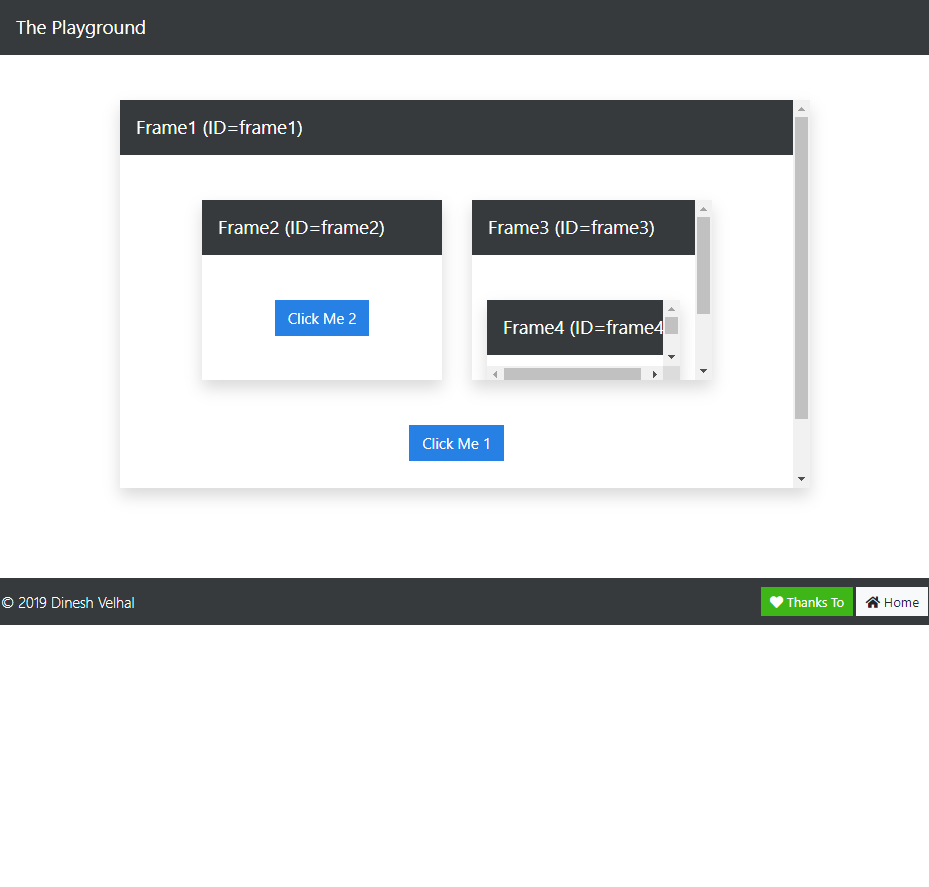 The Playground
Frame1 (ID=frame1)
Frame2 (ID=frame2)
Frame3 (ID=frame3)
Click Me 2
Frame4 (ID=frame4
Click Me 1
© 2019 Dinesh Velhal
Thanks To
Home